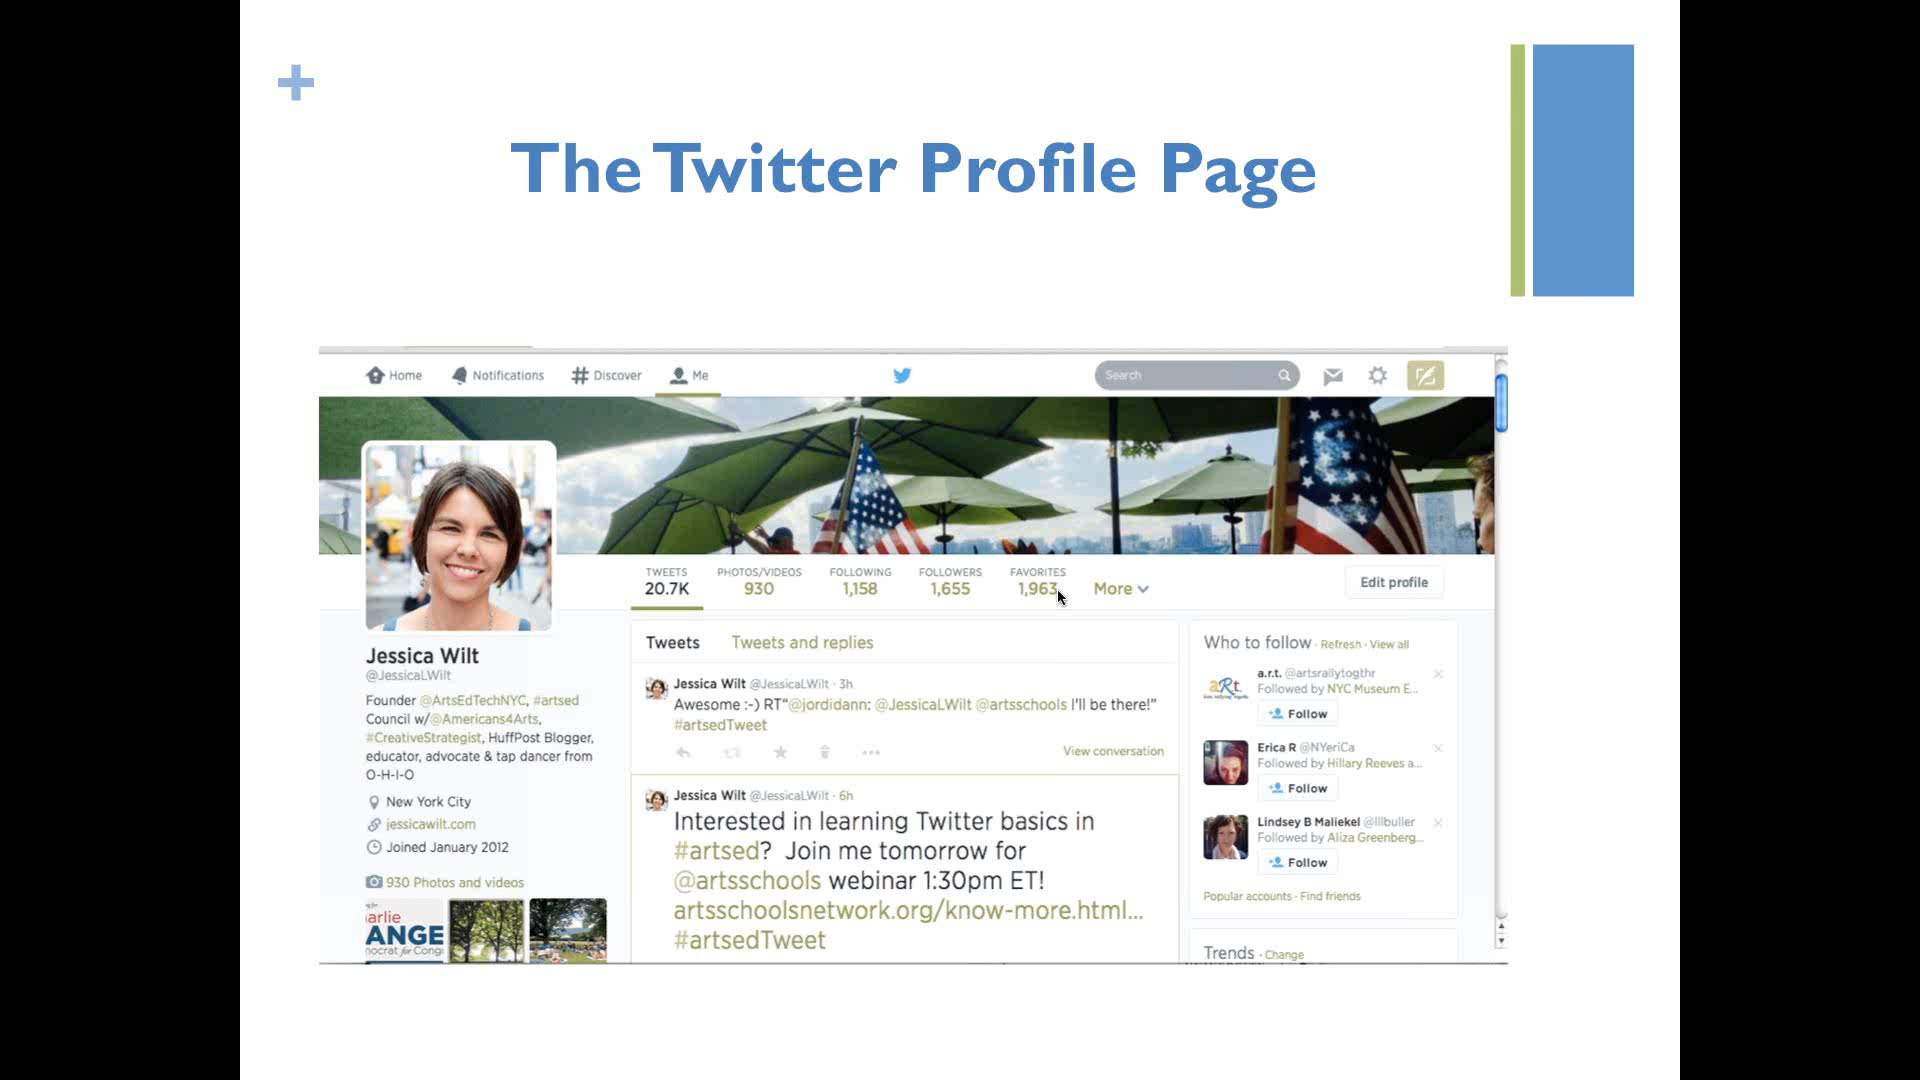 +
The Twitter Profile Page
Home Notifications Discover Me Search
TWEETS PHOTOS/VIDEOS FOLLOWING FOLLOWERS FAVORITES
20.7K 930 1,158 1,655 1,963 More Edit profile
Jessica Wilt
@JessicaLWilt
Founder @ArtsEdTechNYC, #artsed
Council w/@Americans4Arts,
#CreativeStrategist, HuffPost Blogger,
educator, advocate & tap dancer from
O-H-I-O
New York City
jessicawilt.com
Joined January 2012
930 Photos and videos
arlie
ANGE
mocrat for Cong
Tweets Tweets and replies
Jessica Wilt @JessicaLWilt · 3h
Awesome :-) RT"@jordidann: @JessicaLWilt @artsschools I'll be there!"
#artsedTweet
View conversation
Jessica Wilt @JessicaLWilt · 6h
Interested in learning Twitter basics in
#artsed? Join me tomorrow for
@artsschools webinar 1:30pm ET!
artsschoolsnetwork.org/know-more.html...
#artsedTweet
Who to follow · Refresh · View all
a.r.t. @artsrallytogthr
Followed by NYC Museum E...
Follow
Erica R @NYeriCa
Followed by Hillary Reeves a...
Follow
Lindsey B Maliekel @lllbuller
Followed by Aliza Greenberg...
Follow
Popular accounts · Find friends
Trends · Change